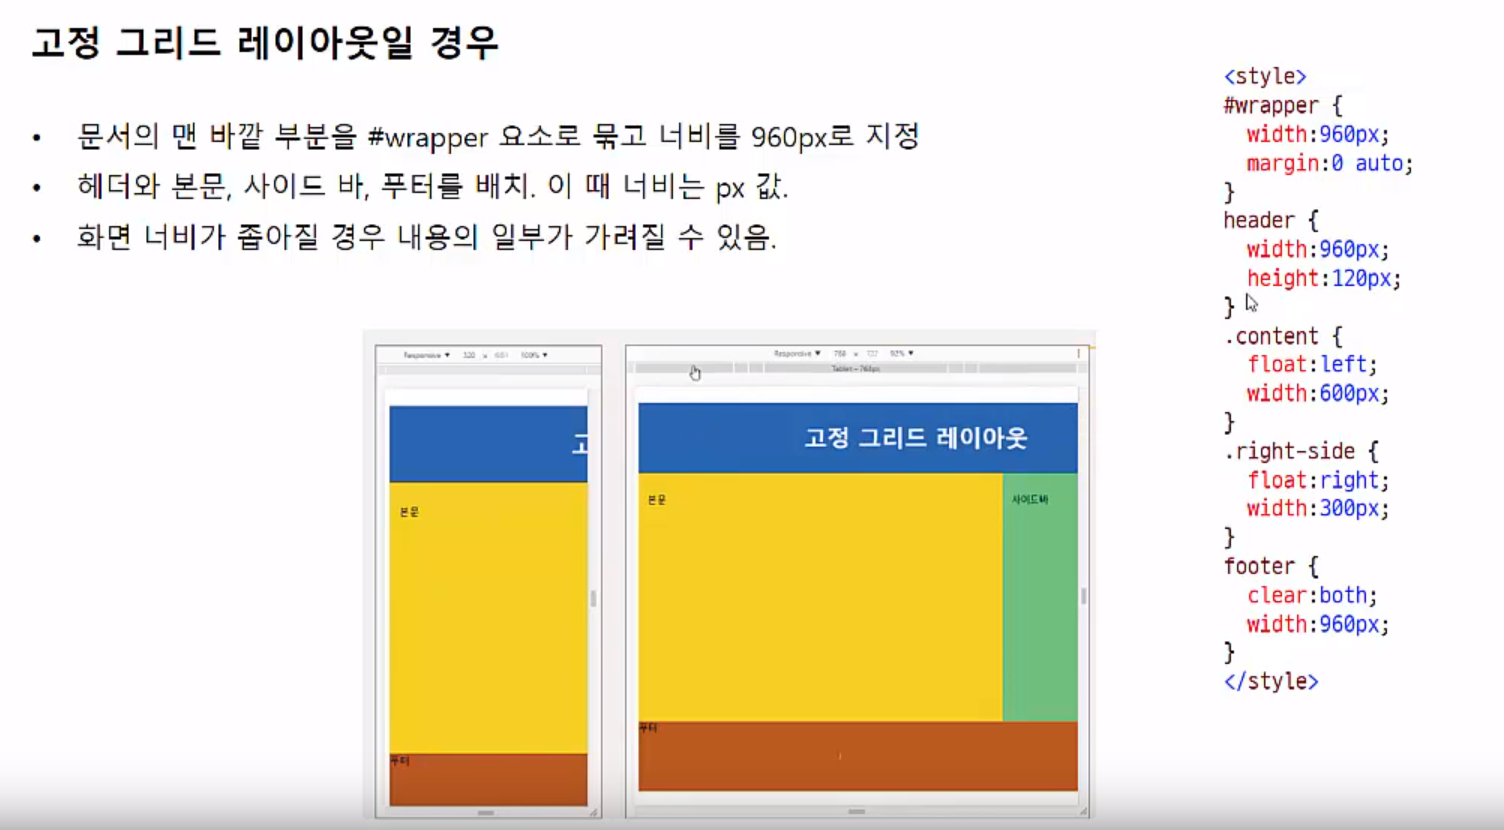 고정 그리드 레이아웃일 경우
• 문서의 맨 바깥 부분을 #wrapper 요소로 묶고 너비를 960px로 지정
• 헤더와 본문, 사이드 바, 푸터를 배치. 이 때 너비는 px 값.
• 화면 너비가 좁아질 경우 내용의 일부가 가려질 수 있음.
<style>
#wrapper {
width:960px;
margin:0 auto;
}
header {
width:960px;
height:120px;
}
.content {
float:left;
width:600px;
}
.right-side {
float:right;
width:300px;
}
footer {
clear:both;
width:960px;
}
</style>
Responsive ▼ 320 x 100% ▼
고
본문
푸터
Responsive ▼ 768 x 92% ▼
Tablet – 768px
고정 그리드 레이아웃
본문
사이드바
푸터